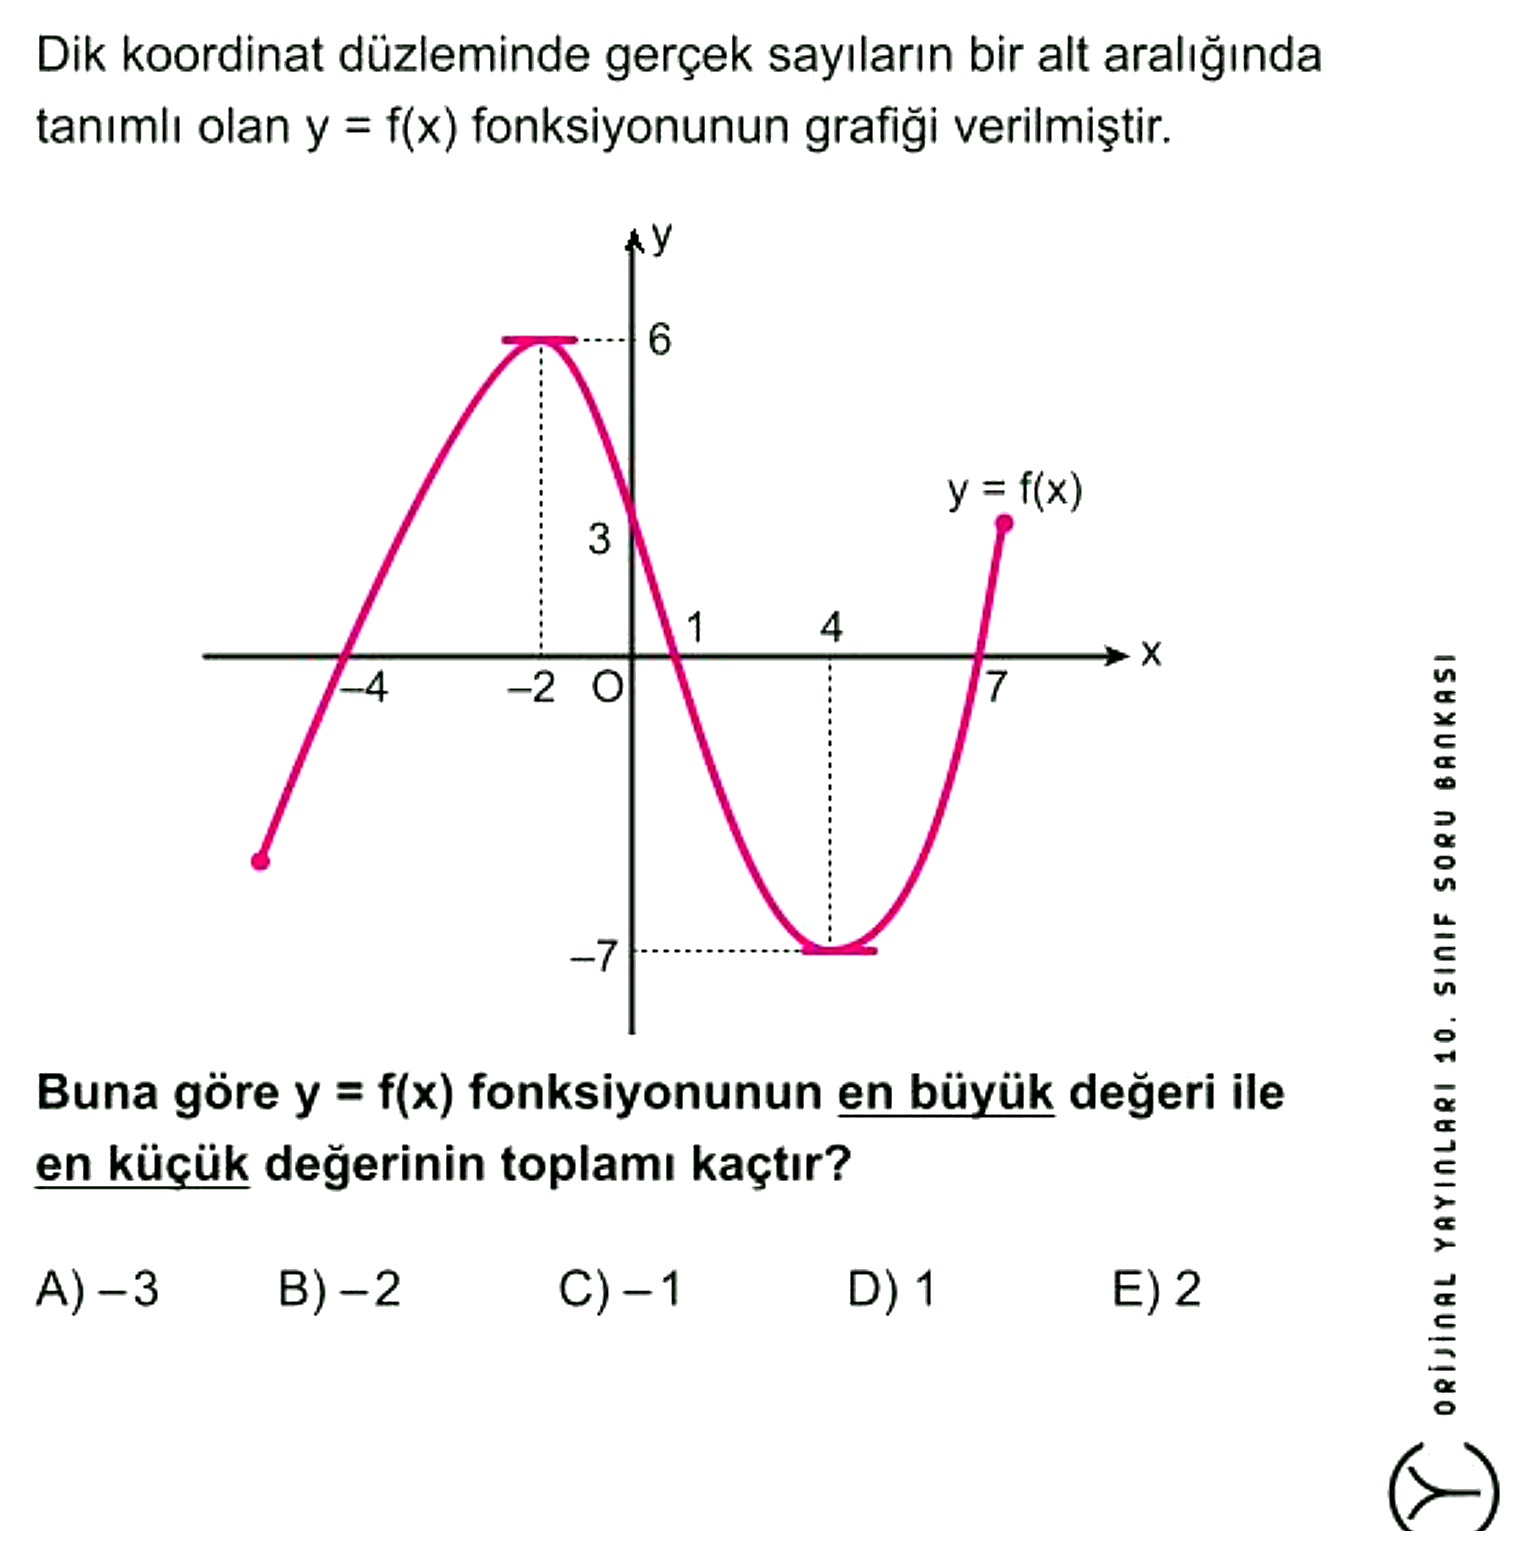 Dik koordinat düzleminde gerçek sayıların bir alt aralığında
tanımlı olan y = f(x) fonksiyonunun grafiği verilmiştir.
y
6
y = f(x)
3
1 4
x
–4 –2 O 7
–7
Buna göre y = f(x) fonksiyonunun en büyük değeri ile
en küçük değerinin toplamı kaçtır?
A) – 3 B) – 2 C) – 1 D) 1 E) 2
ORİJİNAL YAYINLARI 10. SINIF SORU BANKASI